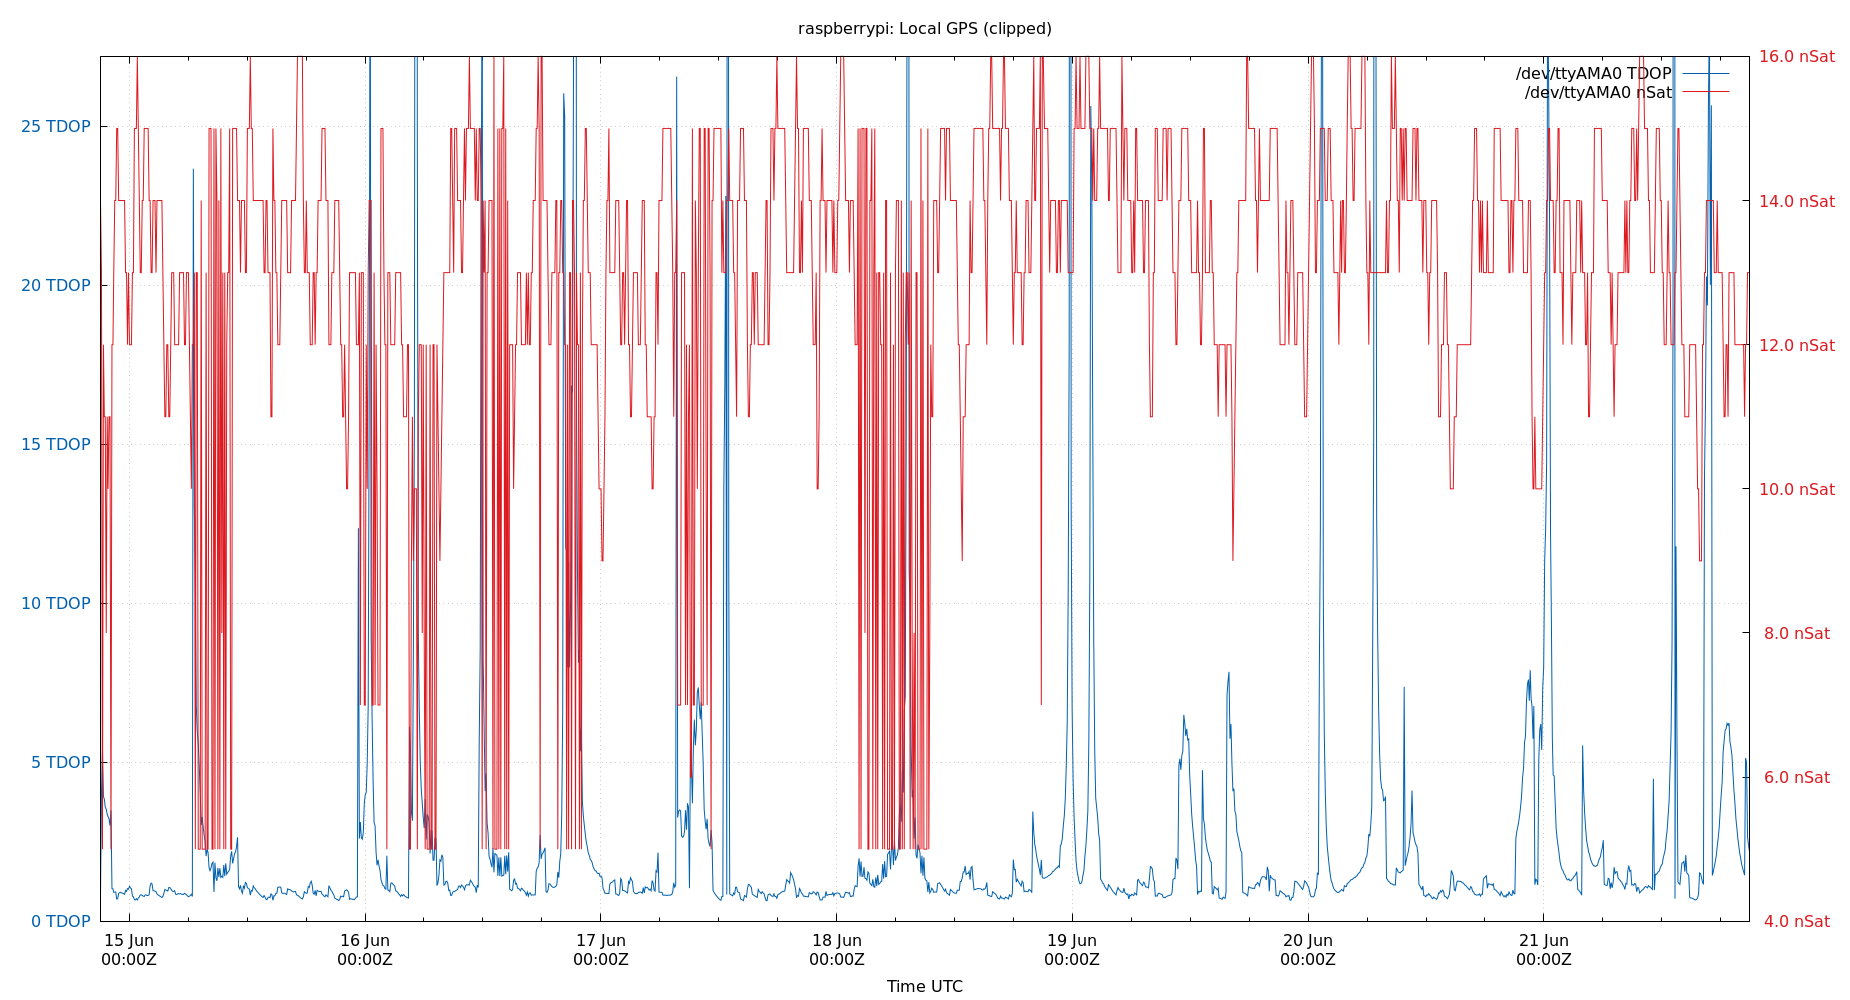 raspberrypi: Local GPS (clipped)
16.0 nSat
/dev/ttyAMA0 TDOP
/dev/ttyAMA0 nSat
25 TDOP
14.0 nSat
20 TDOP
12.0 nSat
15 TDOP
10.0 nSat
10 TDOP
8.0 nSat
5 TDOP
6.0 nSat
0 TDOP
4.0 nSat
15 Jun 16 Jun 17 Jun 18 Jun 19 Jun 20 Jun 21 Jun
00:00Z 00:00Z 00:00Z 00:00Z 00:00Z 00:00Z 00:00Z
Time UTC